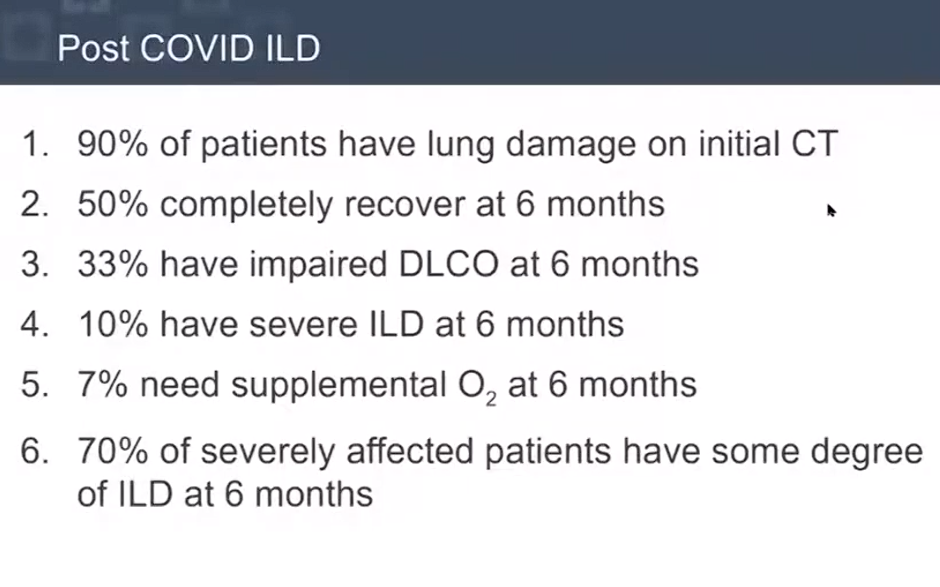 Post COVID ILD
1. 90% of patients have lung damage on initial CT
2. 50% completely recover at 6 months
3. 33% have impaired DLCO at 6 months
4. 10% have severe ILD at 6 months
5. 7% need supplemental O₂ at 6 months
6. 70% of severely affected patients have some degree
of ILD at 6 months